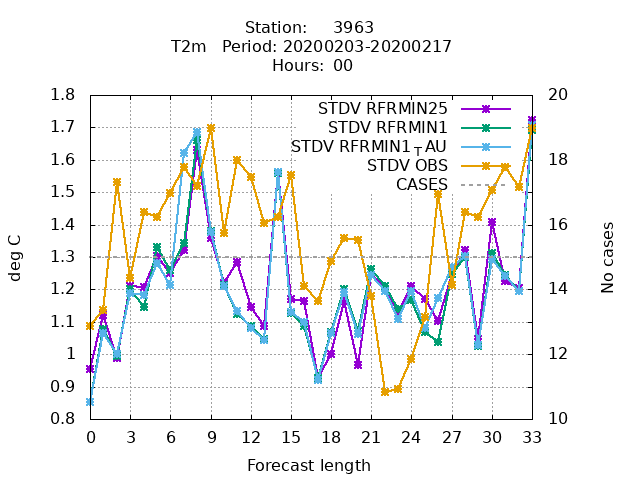 Station: 3963
T2m Period: 20200203-20200217
Hours: 00
STDV RFRMIN25
STDV RFRMIN1
STDV RFRMIN1TAU
STDV OBS
CASES
deg C
No cases
1.8
1.7
1.6
1.5
1.4
1.3
1.2
1.1
1
0.9
0.8
20
18
16
14
12
10
0 3 6 9 12 15 18 21 24 27 30 33
Forecast length